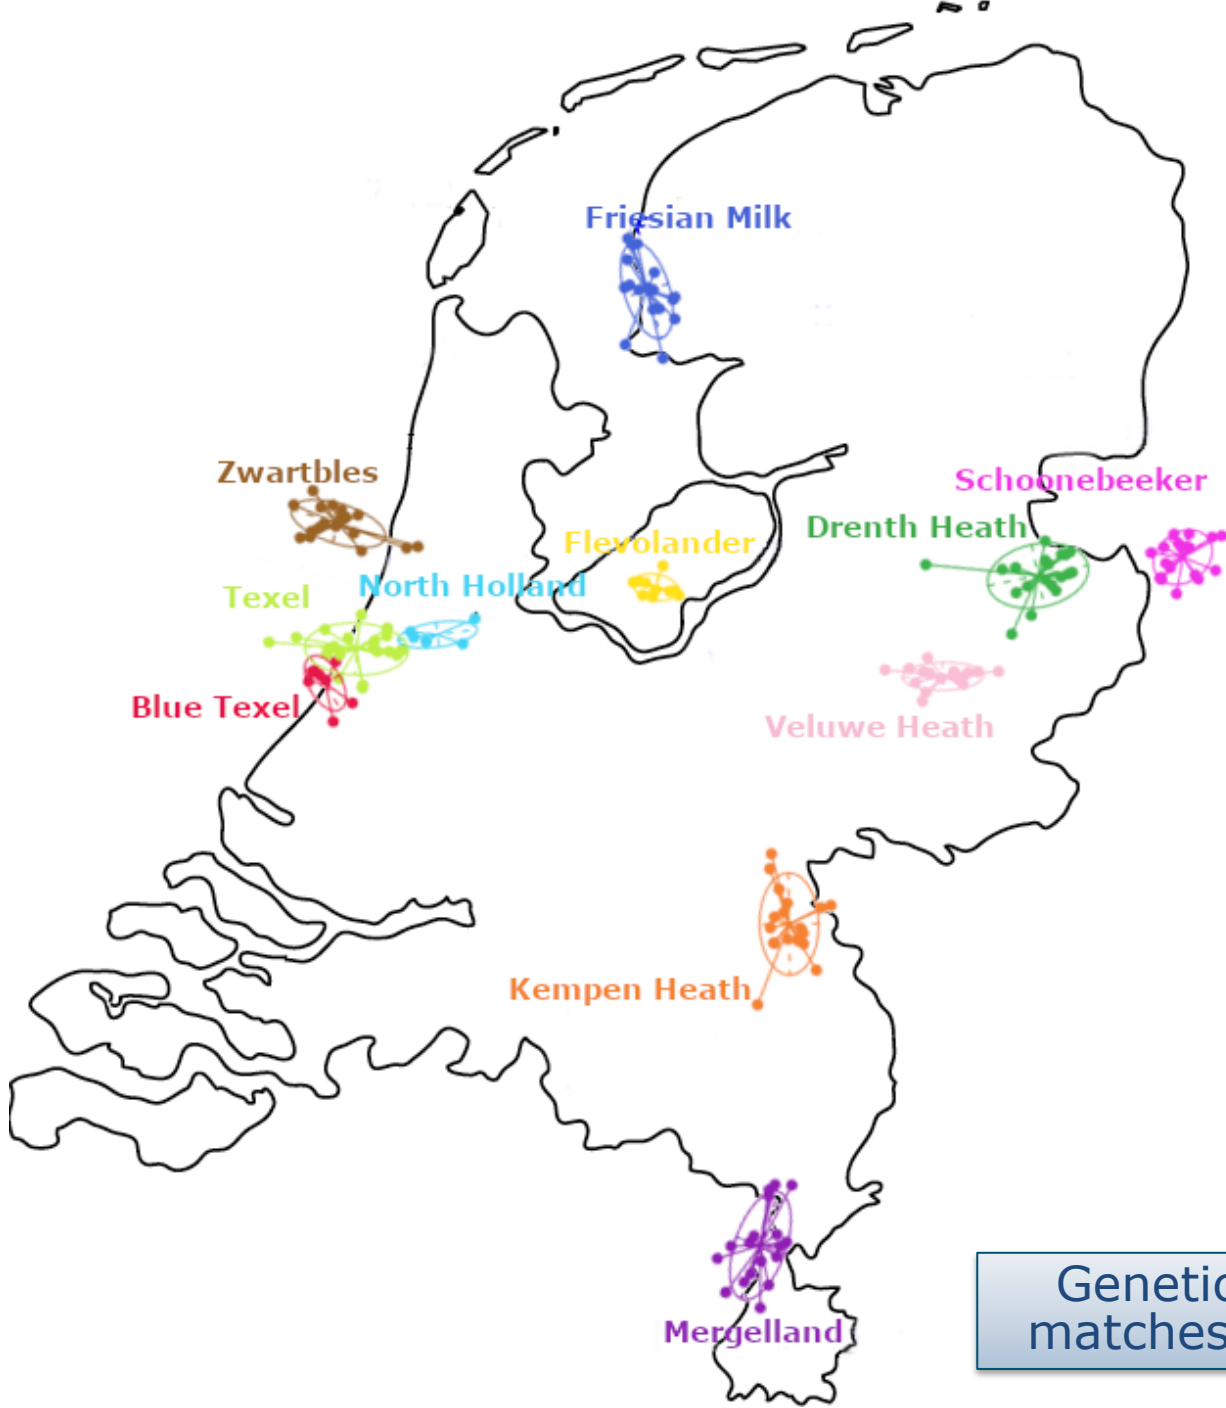 Friesian Milk
Zwartbles
Schoonebeeker
Drenth Heath
Flevolander
North Holland
Texel
Blue Texel
Veluwe Heath
Kempen Heath
Mergelland
Genetic
matches